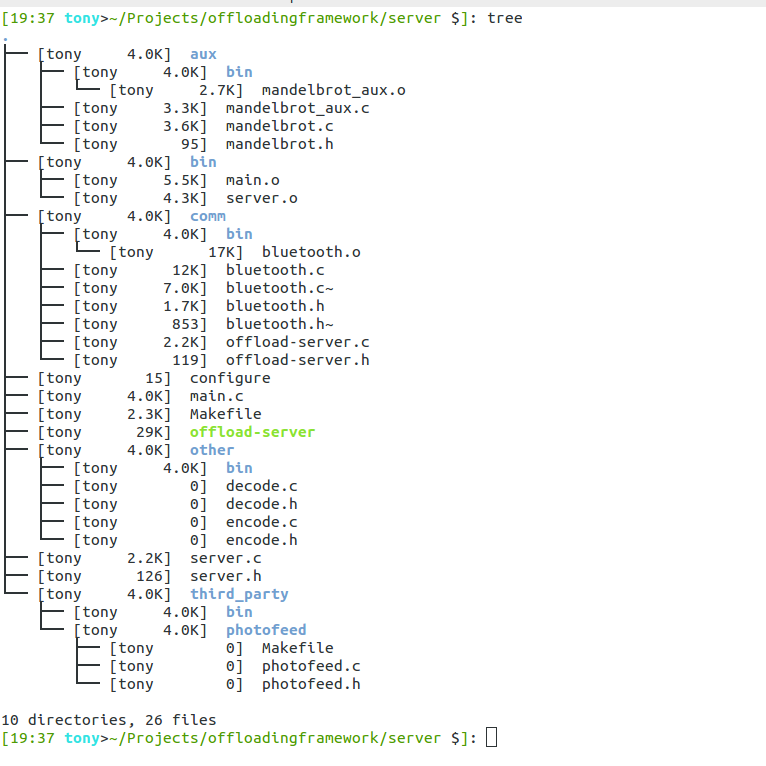 [19:37 tony>~/Projects/offloadingframework/server $]: tree
.
├── [tony     4.0K]  aux
│   ├── [tony     4.0K]  bin
│   │   └── [tony     2.7K]  mandelbrot_aux.o
│   ├── [tony     3.3K]  mandelbrot_aux.c
│   ├── [tony     3.6K]  mandelbrot.c
│   └── [tony       95]  mandelbrot.h
├── [tony     4.0K]  bin
│   ├── [tony     5.5K]  main.o
│   └── [tony     4.3K]  server.o
├── [tony     4.0K]  comm
│   ├── [tony     4.0K]  bin
│   │   └── [tony      17K]  bluetooth.o
│   ├── [tony      12K]  bluetooth.c
│   ├── [tony     7.0K]  bluetooth.c~
│   ├── [tony     1.7K]  bluetooth.h
│   ├── [tony      853]  bluetooth.h~
│   ├── [tony     2.2K]  offload-server.c
│   └── [tony      119]  offload-server.h
├── [tony       15]  configure
├── [tony     4.0K]  main.c
├── [tony     2.3K]  Makefile
├── [tony      29K]  offload-server
├── [tony     4.0K]  other
│   ├── [tony     4.0K]  bin
│   ├── [tony        0]  decode.c
│   ├── [tony        0]  decode.h
│   ├── [tony        0]  encode.c
│   └── [tony        0]  encode.h
├── [tony     2.2K]  server.c
├── [tony      126]  server.h
└── [tony     4.0K]  third_party
    ├── [tony     4.0K]  bin
    └── [tony     4.0K]  photofeed
        ├── [tony        0]  Makefile
        ├── [tony        0]  photofeed.c
        └── [tony        0]  photofeed.h

10 directories, 26 files
[19:37 tony>~/Projects/offloadingframework/server $]: